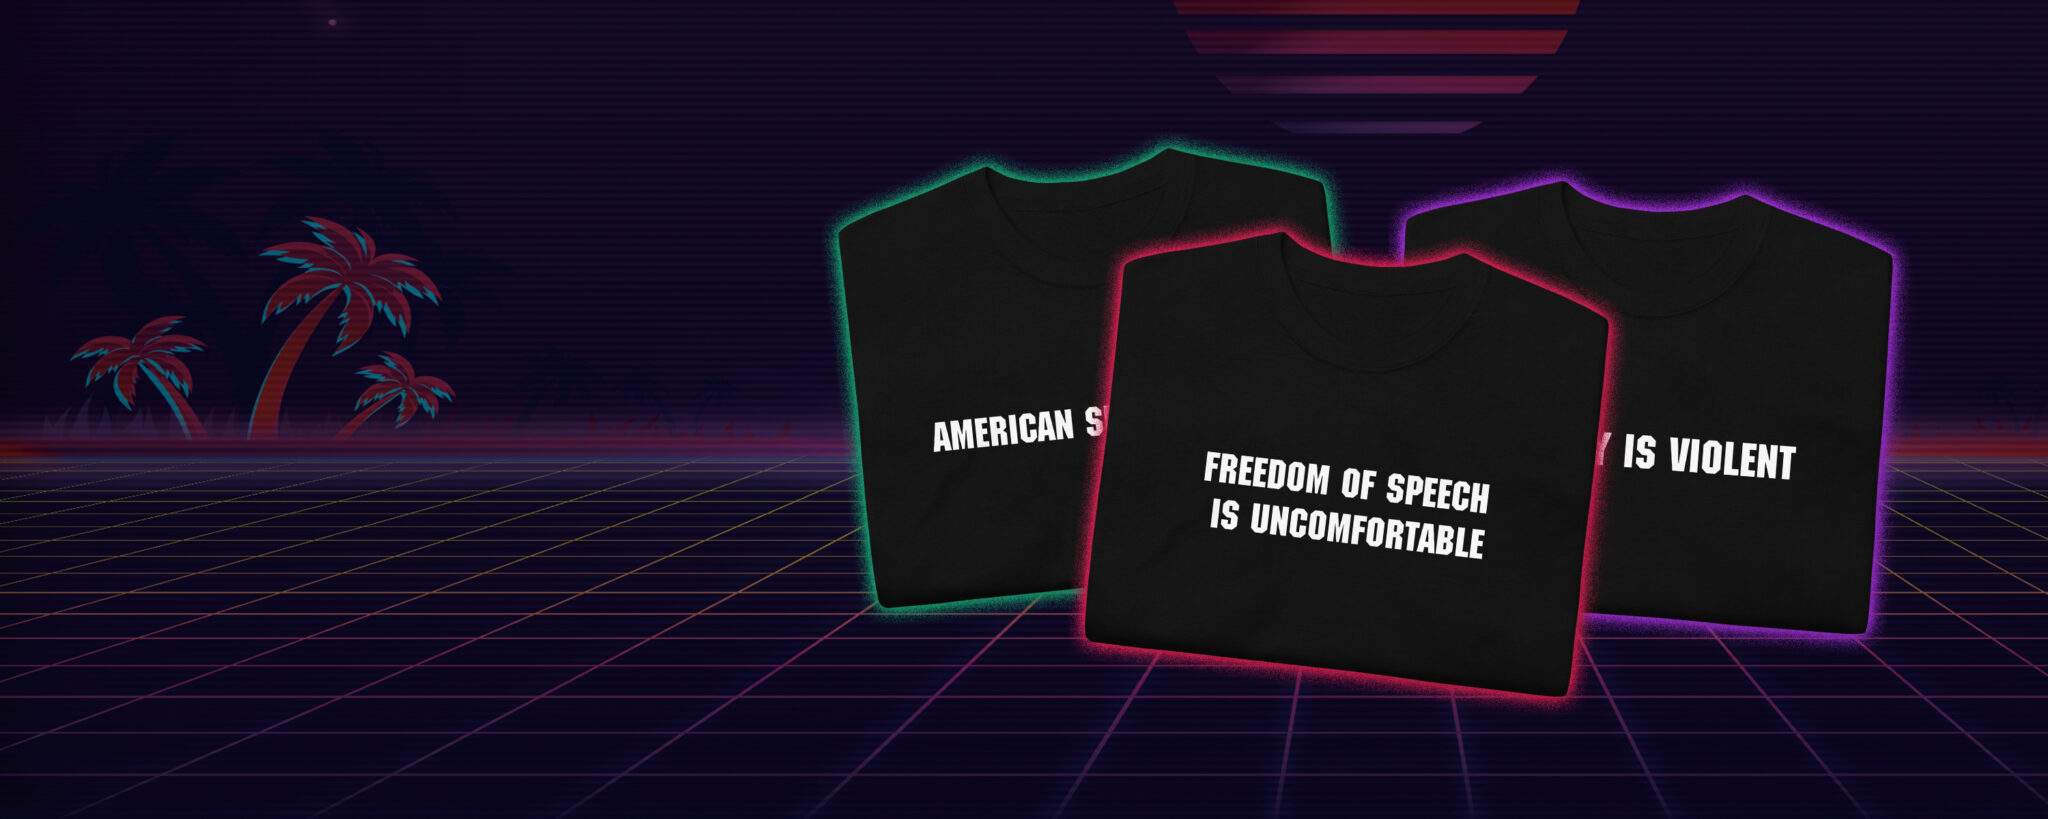 AMERICAN
FREEDOM OF SPEECH
IS UNCOMFORTABLE
IS VIOLENT